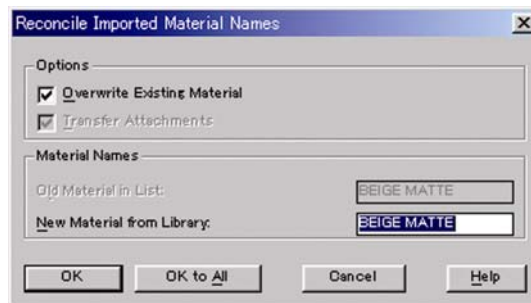 Reconcile Imported Material Names
Options
Overwrite Existing Material
Transfer Attachments
Material Names
Old Material in List: BEIGE MATTE
New Material from Library: BEIGE MATTE
OK OK to All Cancel Help